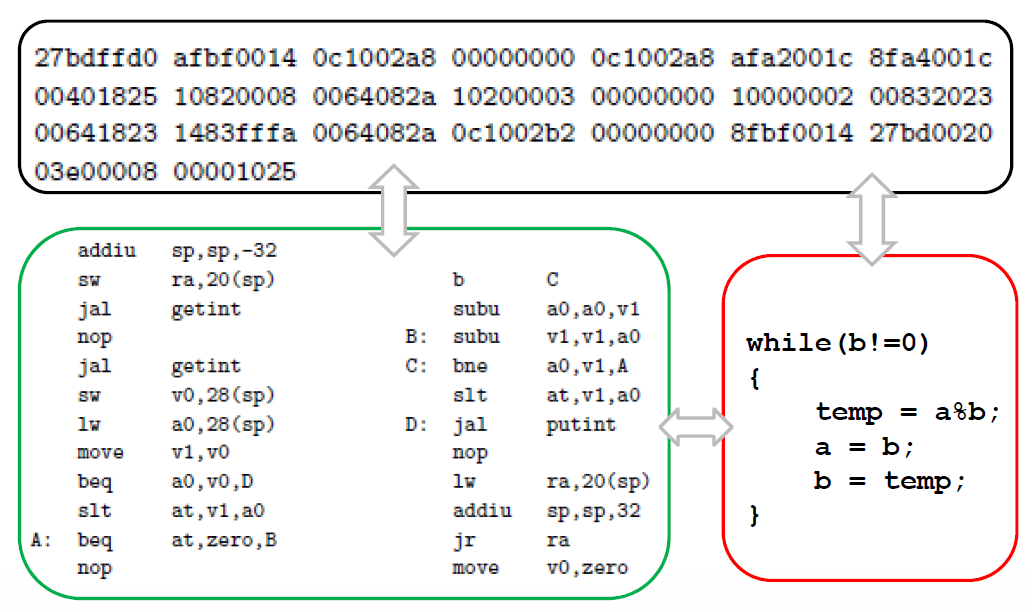 27bdffd0 afbf0014 0c1002a8 00000000 0c1002a8 afa2001c 8fa4001c
00401825 10820008 0064082a 10200003 00000000 10000002 00832023
00641823 1483fffa 0064082a 0c1002b2 00000000 8fbf0014 27bd0020
03e00008 00001025
addiu sp,sp,-32
sw ra,20(sp)
jal getint
nop
jal getint
sw v0,28(sp)
lw a0,28(sp)
move v1,v0
beq a0,v0,D
slt at,v1,a0
A: beq at,zero,B
nop
b C
subu a0,a0,v1
B: subu v1,v1,a0
C: bne a0,v1,A
slt at,v1,a0
D: jal putint
nop
lw ra,20(sp)
addiu sp,sp,32
jr ra
move v0,zero
while(b!=0)
{
temp = a%b;
a = b;
b = temp;
}